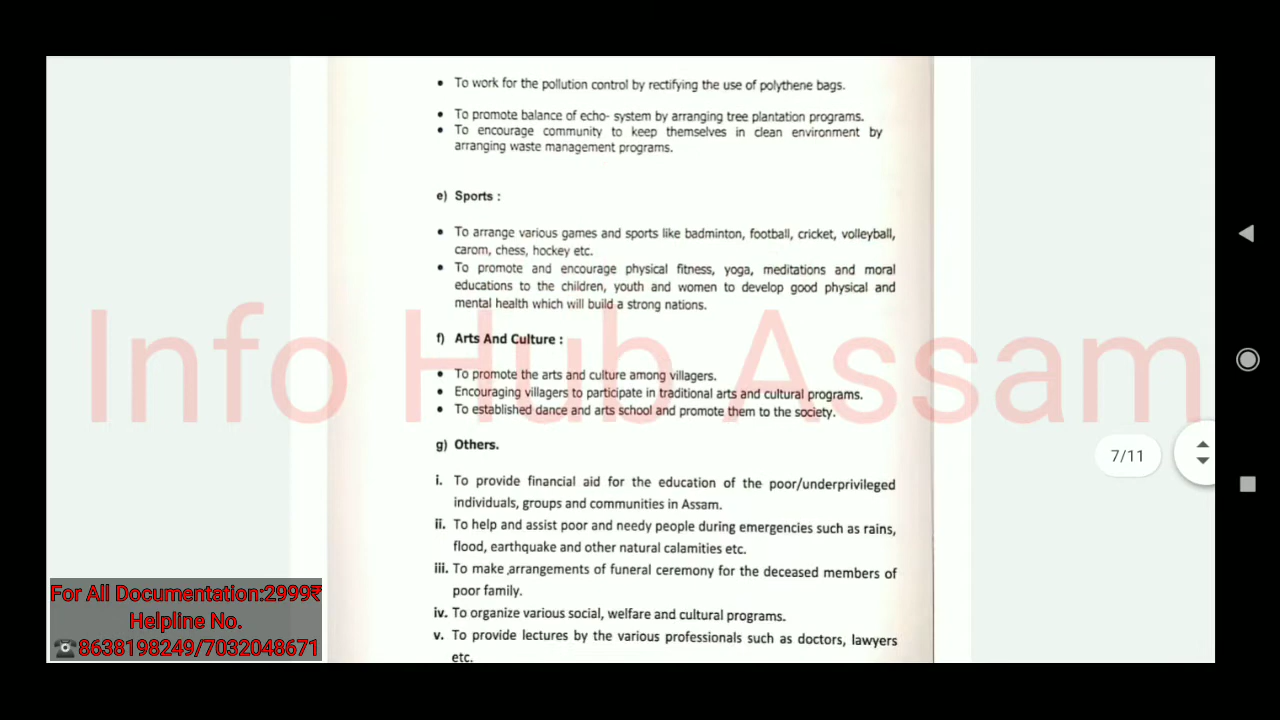 • To work for the pollution control by rectifying the use of polythene bags.
• To promote balance of echo- system by arranging tree plantation programs.
• To encourage community to keep themselves in clean environment by
arranging waste management programs.
e) Sports :
• To arrange various games and sports like badminton, football, cricket, volleyball,
carom, chess, hockey etc.
• To promote and encourage physical fitness, yoga, meditations and moral
educations to the children, youth and women to develop good physical and
mental health which will build a strong nations.
Info Hub Assam
f) Arts And Culture :
• To promote the arts and culture among villagers.
• Encouraging villagers to participate in traditional arts and cultural programs.
• To established dance and arts school and promote them to the society.
g) Others.
7/11
i. To provide financial aid for the education of the poor/underprivileged
individuals, groups and communities in Assam.
ii. To help and assist poor and needy people during emergencies such as rains,
flood, earthquake and other natural calamities etc.
iii. To make arrangements of funeral ceremony for the deceased members of
poor family.
iv. To organize various social, welfare and cultural programs.
v. To provide lectures by the various professionals such as doctors, lawyers
etc.
For All Documentation:2999₹
Helpline No.
☎8638198249/7032048671